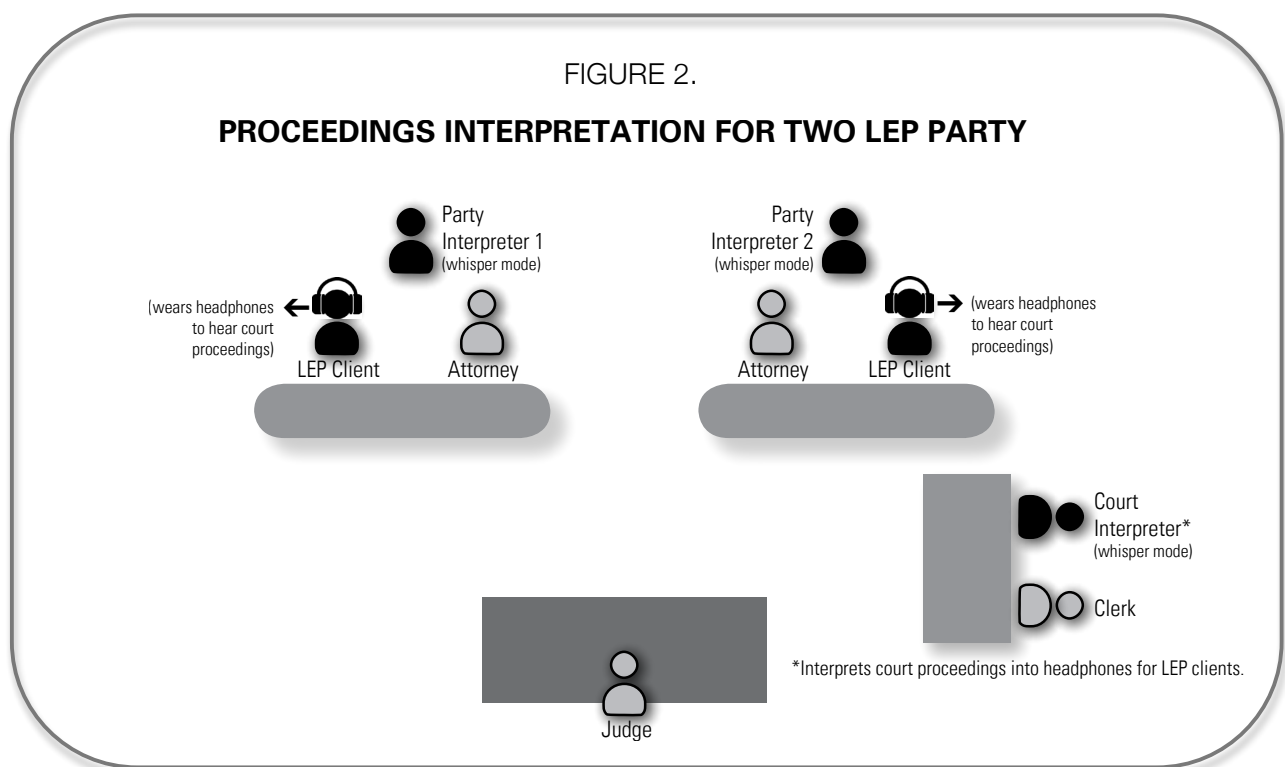 FIGURE 2.
PROCEEDINGS INTERPRETATION FOR TWO LEP PARTY
Party
Interpreter 1
(whisper mode)
Party
Interpreter 2
(whisper mode)
(wears headphones
to hear court
proceedings)
(wears headphones
to hear court
proceedings)
LEP Client
Attorney
Attorney
LEP Client
Court
Interpreter*
(whisper mode)
Clerk
*Interprets court proceedings into headphones for LEP clients.
Judge